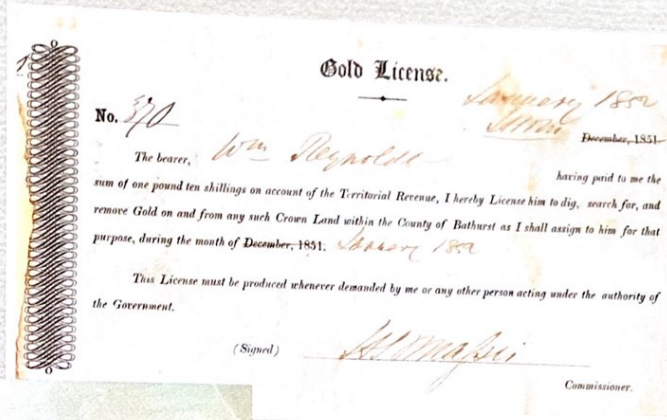 Gold License.
January 1852
No. 370
December, 1851.
The bearer, Wm Reynolds having paid to me the
sum of one pound ten shillings on account of the Territorial Revenue, I hereby License him to dig, search for, and
remove Gold on and from any such Crown Land within the County of Bathurst as I shall assign to him for that
purpose, during the month of December, 1851. January 1852
This License must be produced whenever demanded by me or any other person acting under the authority of
the Government.
(Signed)
Commissioner.